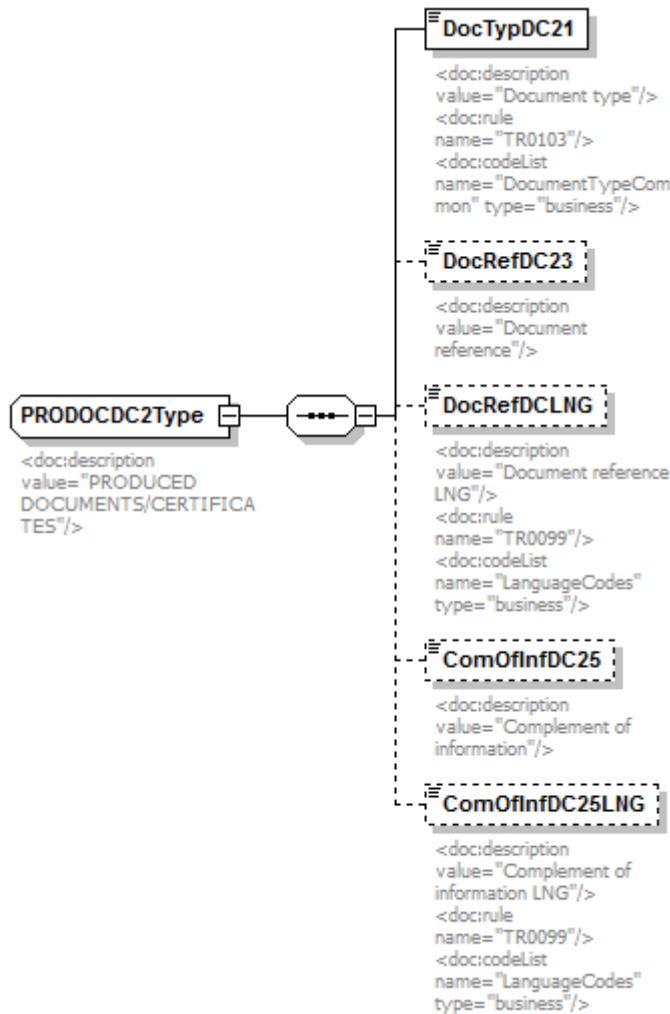 DocTypDC21
<doc:description
value="Document type"/>
<doc:rule
name="TR0103"/>
<doc:codeList
name="DocumentTypeCom
mon" type="business"/>
DocRefDC23
<doc:description
value="Document
reference"/>
PRODOCDC2Type
<doc:description
value="PRODUCED
DOCUMENTS/CERTIFICA
TES"/>
DocRefDCLNG
<doc:description
value="Document reference
LNG"/>
<doc:rule
name="TR0099"/>
<doc:codeList
name="LanguageCodes"
type="business"/>
ComOfInfDC25
<doc:description
value="Complement of
information"/>
ComOfInfDC25LNG
<doc:description
value="Complement of
information LNG"/>
<doc:rule
name="TR0099"/>
<doc:codeList
name="LanguageCodes"
type="business"/>